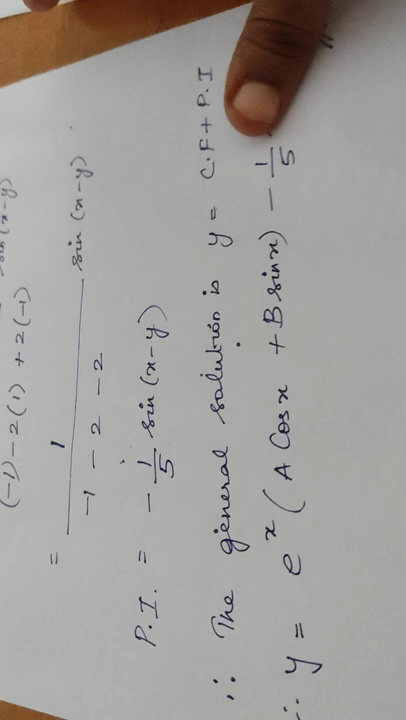 (-1) - 2(1) + 2(-1)
= 1 / (-1 - 2 - 2) sin(x-y)
P.I. = - 1/5 sin(x-y)
∴ The general solution is y = C.F + P.I
∴ y = e^x (A Cos x + B sin x) - 1/5